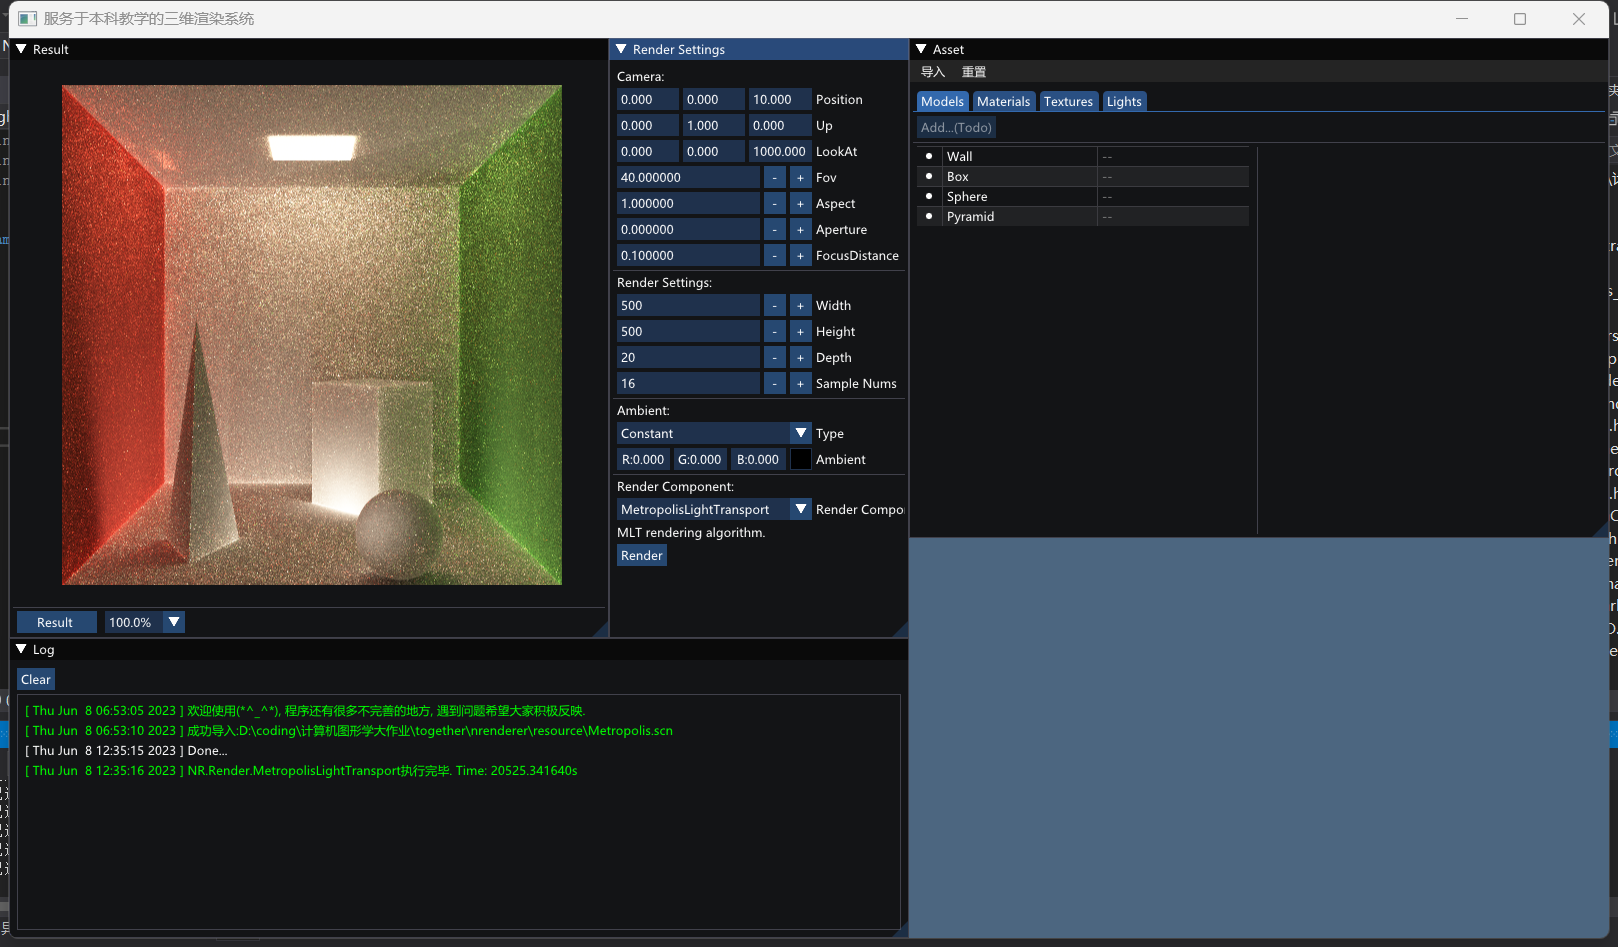 服务于本科教学的三维渲染系统
Result
Result
100.0%
Render Settings
Camera:
0.000 0.000 10.000 Position
0.000 1.000 0.000 Up
0.000 0.000 1000.000 LookAt
40.000000 - + Fov
1.000000 - + Aspect
0.000000 - + Aperture
0.100000 - + FocusDistance
Render Settings:
500 - + Width
500 - + Height
20 - + Depth
16 - + Sample Nums
Ambient:
Constant Type
R:0.000 G:0.000 B:0.000 Ambient
Render Component:
MetropolisLightTransport Render Compo
MLT rendering algorithm.
Render
Asset
导入 重置
Models Materials Textures Lights
Add...(Todo)
Wall --
Box --
Sphere --
Pyramid --
Log
Clear
[ Thu Jun  8 06:53:05 2023 ] 欢迎使用(*^_^*), 程序还有很多不完善的地方, 遇到问题希望大家积极反映.
[ Thu Jun  8 06:53:10 2023 ] 成功导入:D:\coding\计算机图形学大作业\together\nrenderer\resource\Metropolis.scn
[ Thu Jun  8 12:35:15 2023 ] Done...
[ Thu Jun  8 12:35:16 2023 ] NR.Render.MetropolisLightTransport执行完毕. Time: 20525.341640s